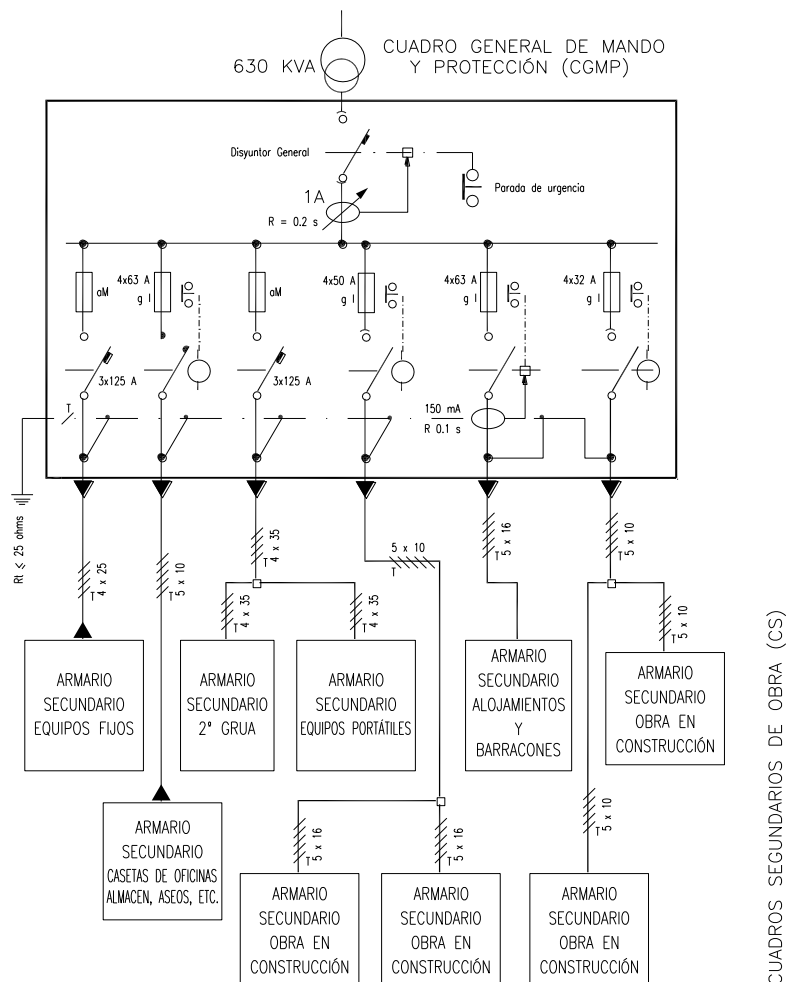 630 KVA
CUADRO GENERAL DE MANDO
Y PROTECCIÓN (CGMP)
Disyuntor General
Parada de urgencia
1A
R = 0.2 s
aM
4x63 A
g I
aM
4x50 A
g I
4x63 A
g I
4x32 A
g I
3x125 A
3x125 A
T
150 mA
R 0.1 s
Rt ≤ 25 ohms
T 4 x 25
T 5 x 10
T 4 x 35
5 x 10
T
T 5 x 16
T 5 x 10
T 4 x 35
T 4 x 35
T 5 x 10
ARMARIO
SECUNDARIO
EQUIPOS FIJOS
ARMARIO
SECUNDARIO
2ª GRUA
ARMARIO
SECUNDARIO
EQUIPOS PORTÁTILES
ARMARIO
SECUNDARIO
ALOJAMIENTOS
Y
BARRACONES
ARMARIO
SECUNDARIO
OBRA EN
CONSTRUCCIÓN
ARMARIO
SECUNDARIO
CASETAS DE OFICINAS
ALMACEN, ASEOS, ETC.
T 5 x 16
T 5 x 16
T 5 x 10
ARMARIO
SECUNDARIO
OBRA EN
CONSTRUCCIÓN
ARMARIO
SECUNDARIO
OBRA EN
CONSTRUCCIÓN
ARMARIO
SECUNDARIO
OBRA EN
CONSTRUCCIÓN
CUADROS SEGUNDARIOS DE OBRA (CS)